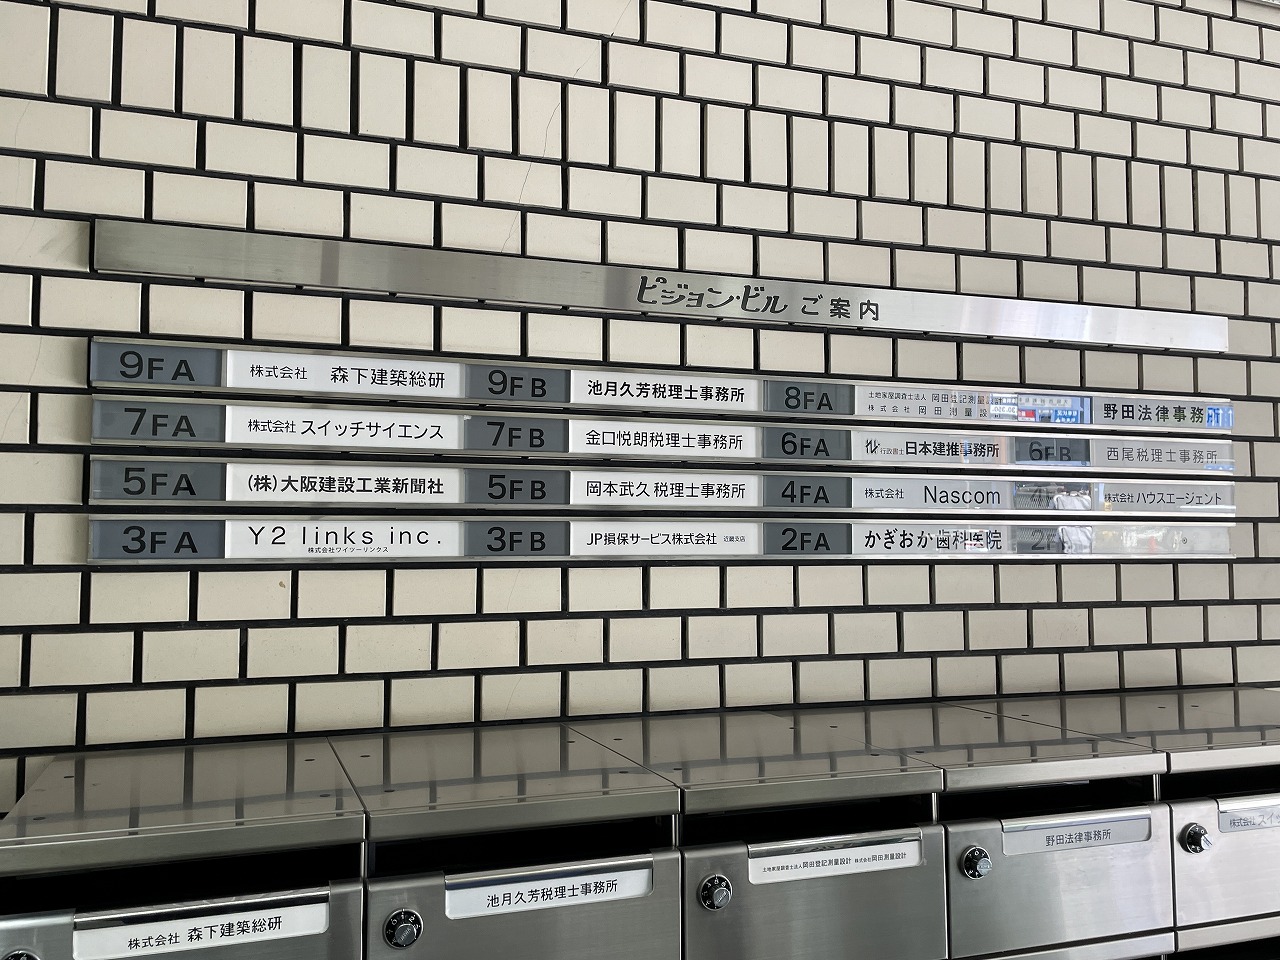 ピジョン・ビル ご案内
9FA 株式会社 森下建築総研 9FB 池月久芳税理士事務所 8FA 土地家屋調査士法人 岡田登記測量設計 株式会社 岡田測量設 野田法律事務所
7FA 株式会社 スイッチサイエンス 7FB 金口悦朗税理士事務所 6FA 行政書士 日本建推事務所 6FB 西尾税理士事務所
5FA (株)大阪建設工業新聞社 5FB 岡本武久税理士事務所 4FA 株式会社 Nascom 株式会社 ハウスエージェント
3FA Y2 links inc. 株式会社ワイツーリンクス 3FB JP損保サービス株式会社 近畿支店 2FA かぎおか歯科医院
株式会社 森下建築総研
池月久芳税理士事務所
土地家屋調査士法人 岡田登記測量設計 株式会社 岡田測量設計
野田法律事務所
株式会社 スイッ